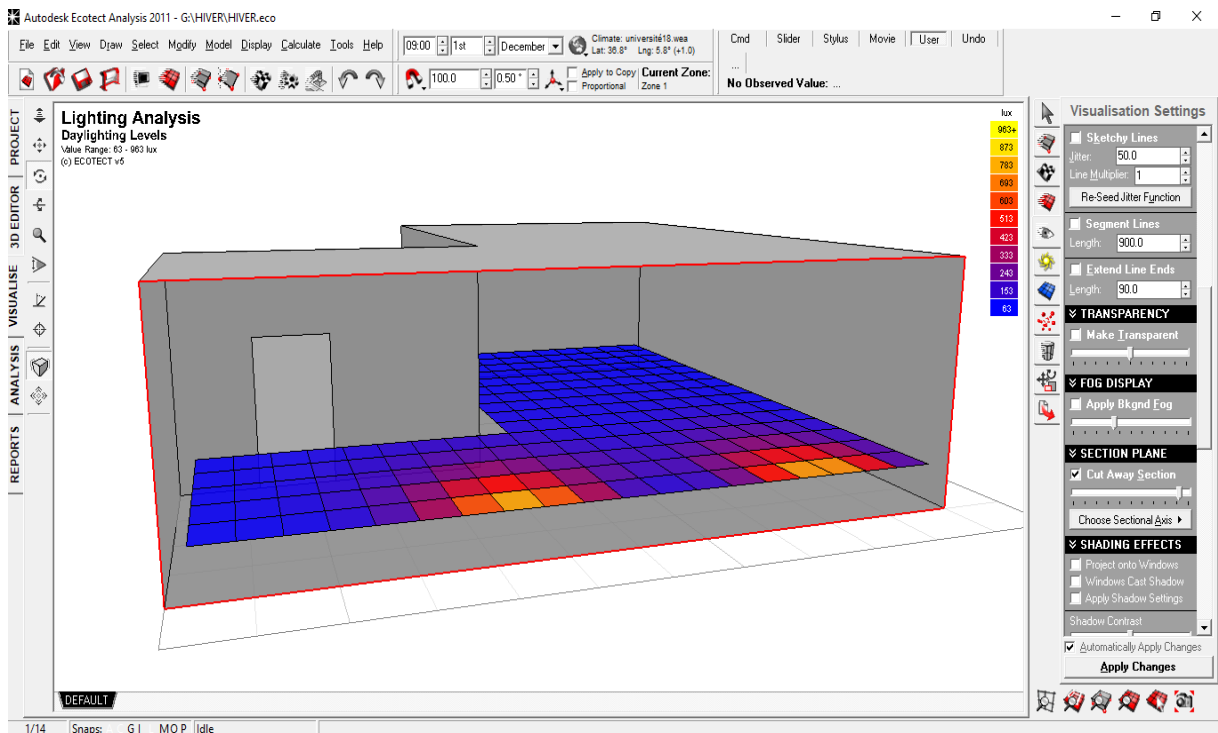 Autodesk Ecotect Analysis 2011 - G:\HIVER\HIVER.eco
File Edit View Draw Select Modify Model Display Calculate Tools Help
09:00 1st December
Climate: université18.wea
Lat: 36.8° Lng: 5.8° (+1.0)
Cmd Slider Stylus Movie User Undo
...
No Observed Value: ...
100.0 0.50 °
Apply to Copy
Proportional
Current Zone:
Zone 1
PROJECT
3D EDITOR
VISUALISE
ANALYSIS
REPORTS
Lighting Analysis
Daylighting Levels
Value Range: 63 - 963 lux
(c) ECOTECT v5
lux
963+
873
783
693
603
513
423
333
243
153
63
DEFAULT
Visualisation Settings
Sketchy Lines
Jitter: 50.0
Line Multiplier: 1
Re-Seed Jitter Function
Segment Lines
Length: 900.0
Extend Line Ends
Length: 90.0
TRANSPARENCY
Make Transparent
FOG DISPLAY
Apply Bkgnd Fog
SECTION PLANE
Cut Away Section
Choose Sectional Axis
SHADING EFFECTS
Project onto Windows
Windows Cast Shadow
Apply Shadow Settings
Shadow Contrast
Automatically Apply Changes
Apply Changes
1/14 Snaps: G I M O P Idle